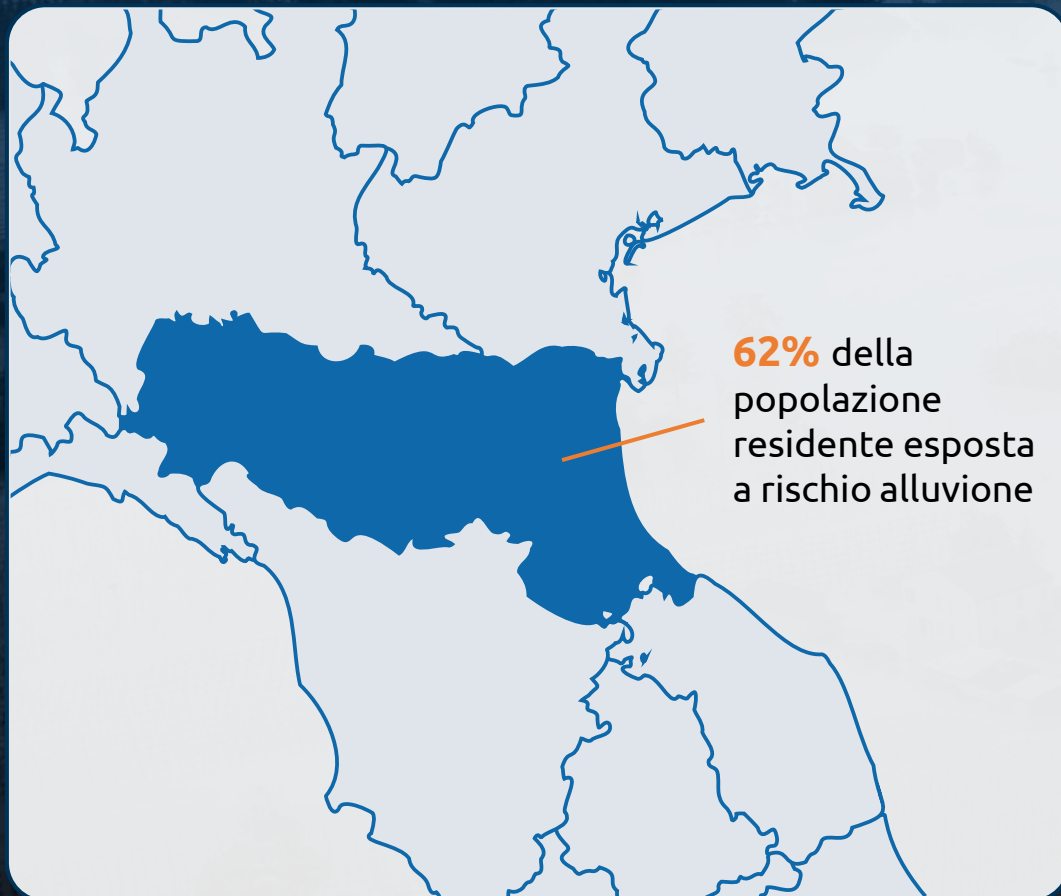 62% della
popolazione
residente esposta
a rischio alluvione